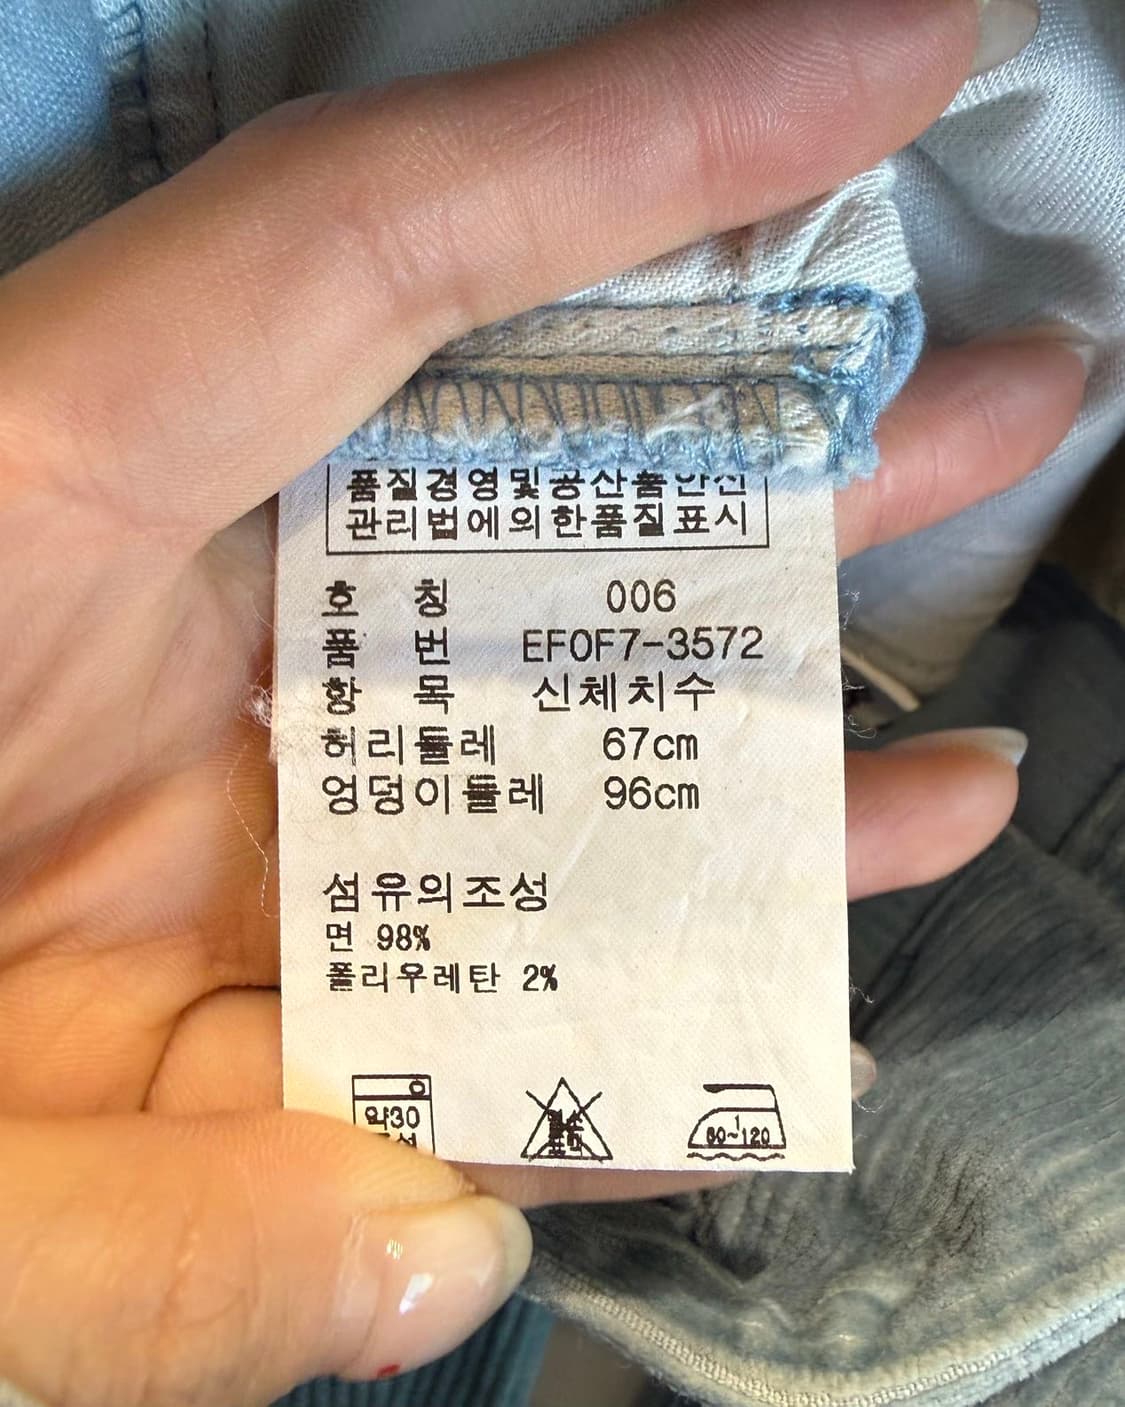 품질경영및공산품안전
관리법에의한품질표시
호 칭 006
품 번 EFOF7-3572
항 목 신체치수
허리둘레 67cm
엉덩이둘레 96cm
섬유의조성
면 98%
폴리우레탄 2%
약30
80~120